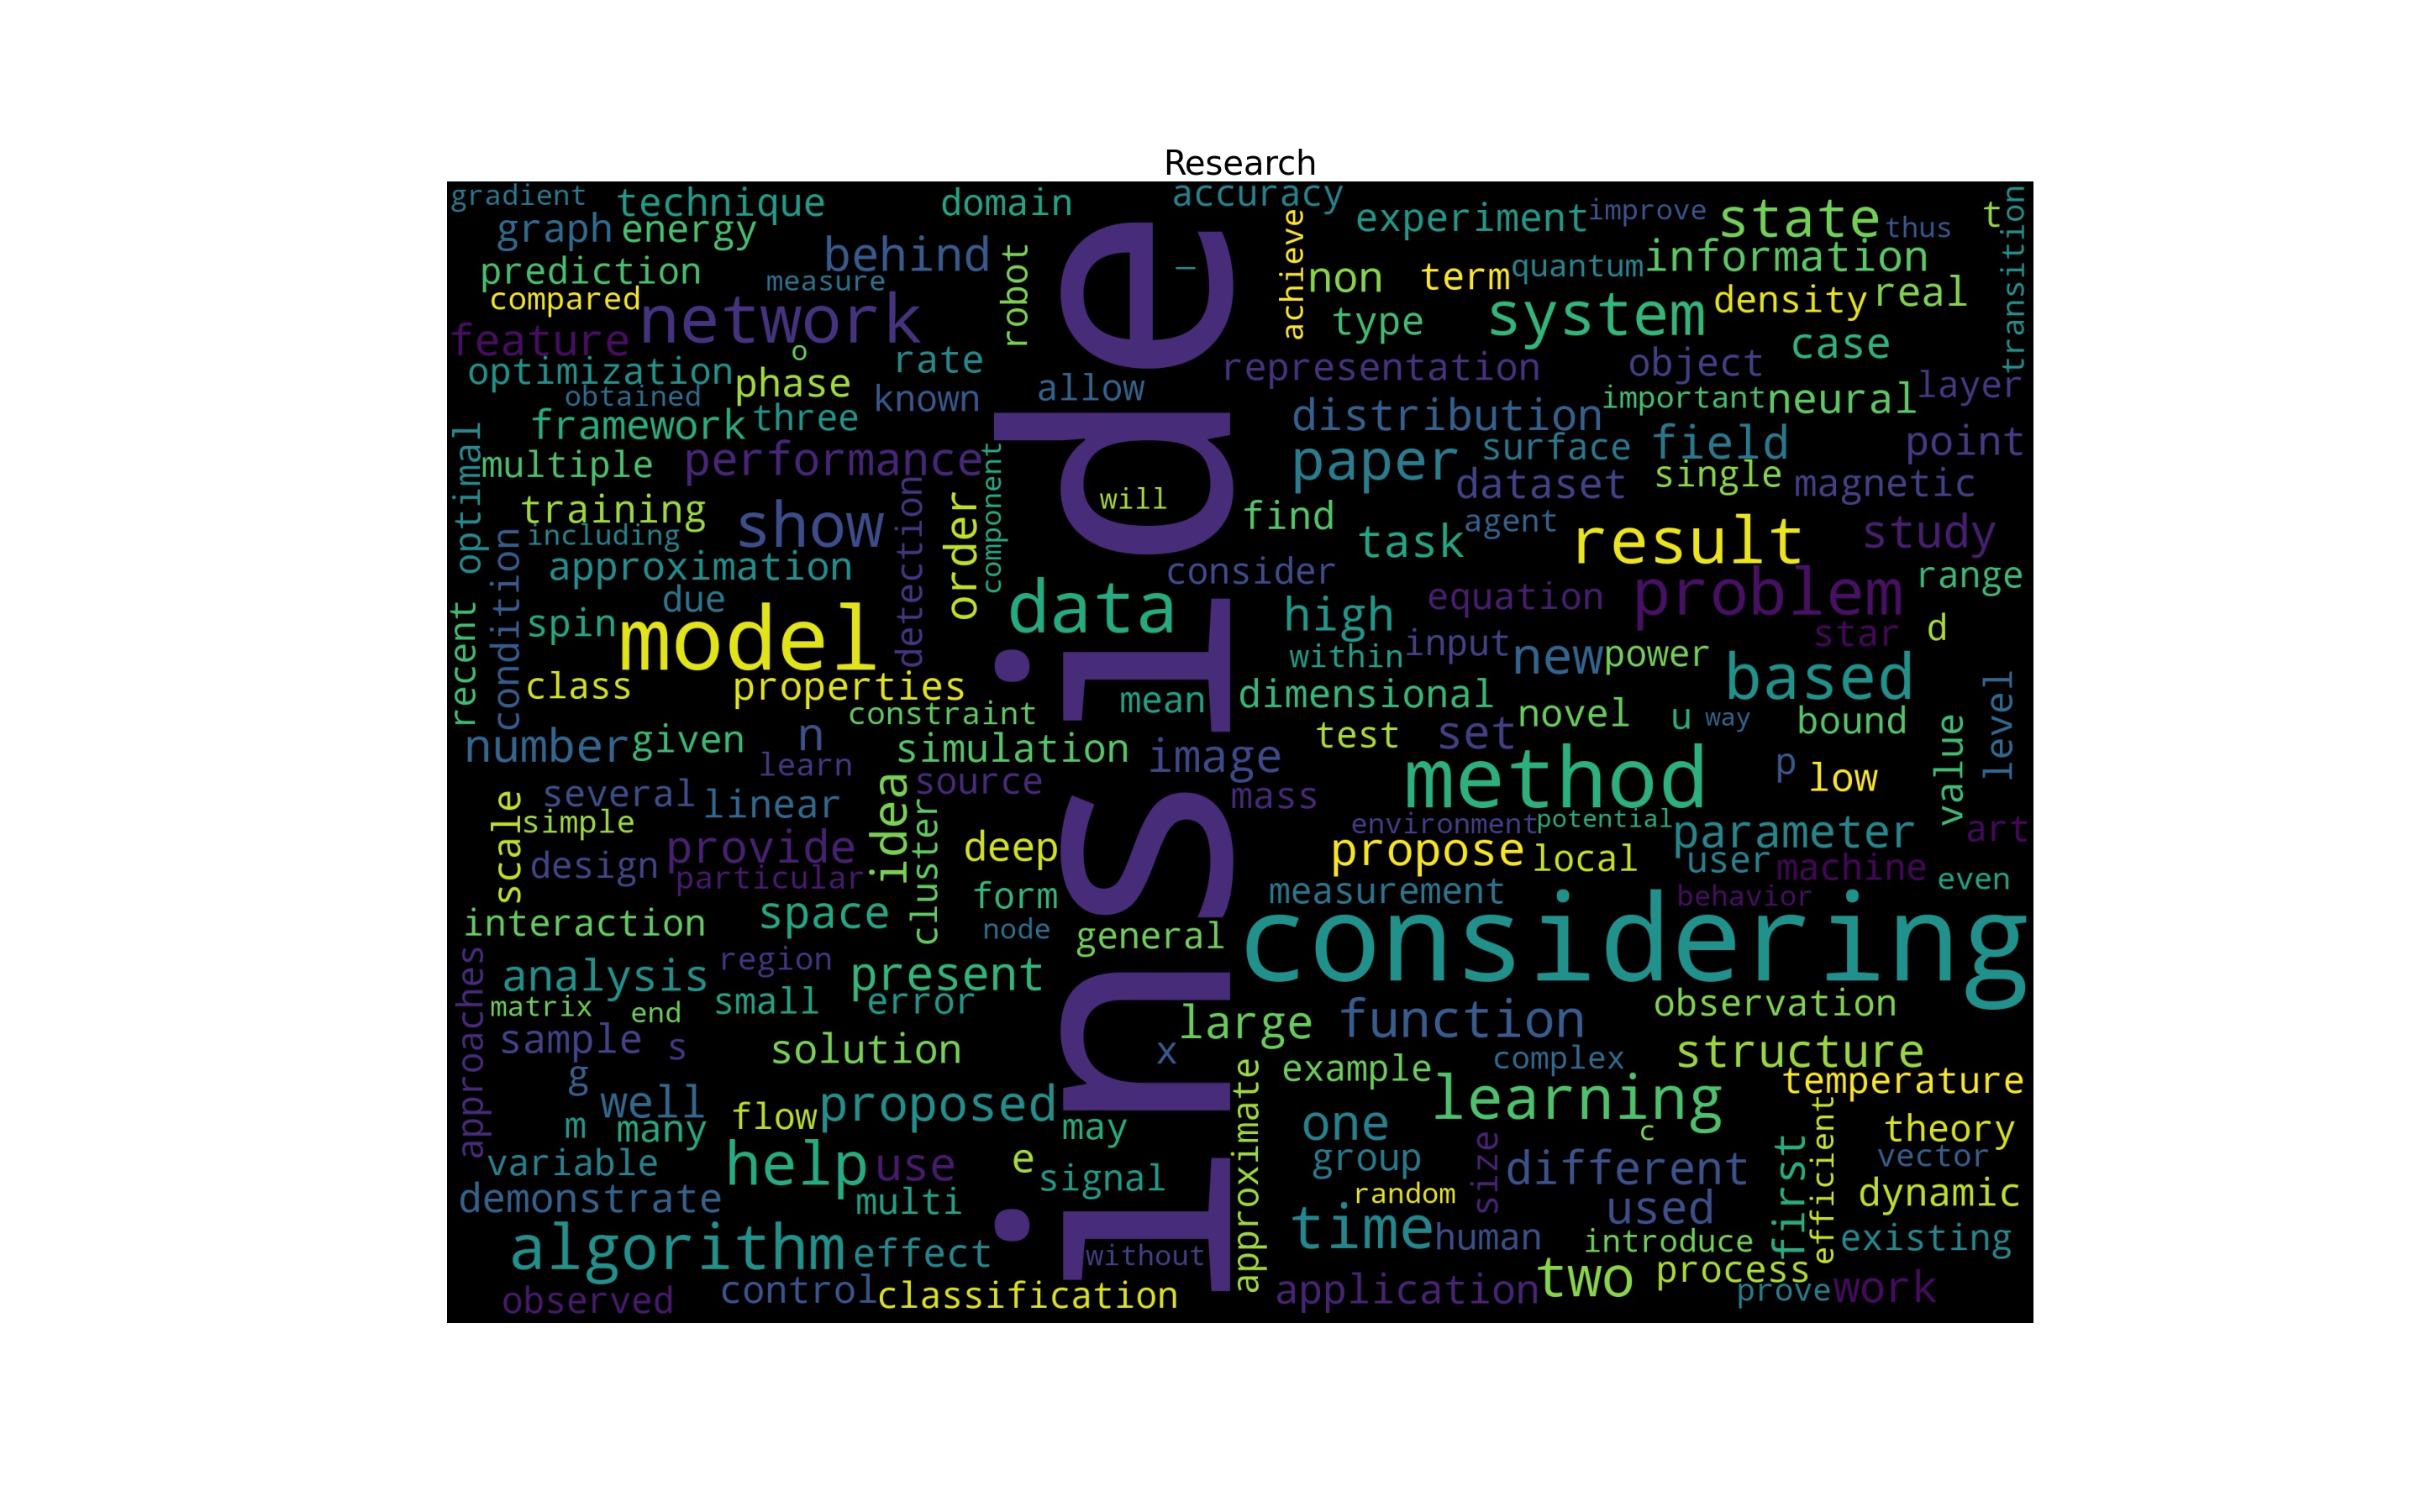 Research
gradient
technique
domain
accuracy
experiment
improve
state
thus
t
transition
graph
energy
behind
robot
achieve
non
term
quantum
information
prediction
measure
compared
network
type
system
density
real
feature
o
rate
representation
object
case
optimization
phase
obtained
known
allow
important
neural
layer
framework
three
distribution
inside
optimal
multiple
performance
component
paper
surface
field
point
single
dataset
magnetic
training
show
detection
order
will
find
agent
task
result
study
including
approximation
consider
condition
due
data
equation
problem
range
recent
spin
model
high
star
d
input
within
new
power
based
class
properties
mean
dimensional
level
constraint
novel
u
way
bound
number
given
n
simulation
image
test
set
value
learn
source
method
p
low
several
linear
idea
cluster
mass
scale
simple
environment
potential
parameter
art
provide
deep
propose
local
user
machine
design
particular
form
measurement
behavior
even
interaction
space
node
general
considering
approaches
analysis
region
present
matrix
end
small
error
large
function
observation
sample
s
solution
x
complex
structure
g
example
approximate
temperature
well
flow
proposed
learning
m
many
may
one
c
theory
efficient
first
variable
help
use
e
signal
group
size
different
vector
demonstrate
multi
random
used
dynamic
algorithm
effect
without
time
human
introduce
existing
observed
control
classification
application
two
process
prove
work